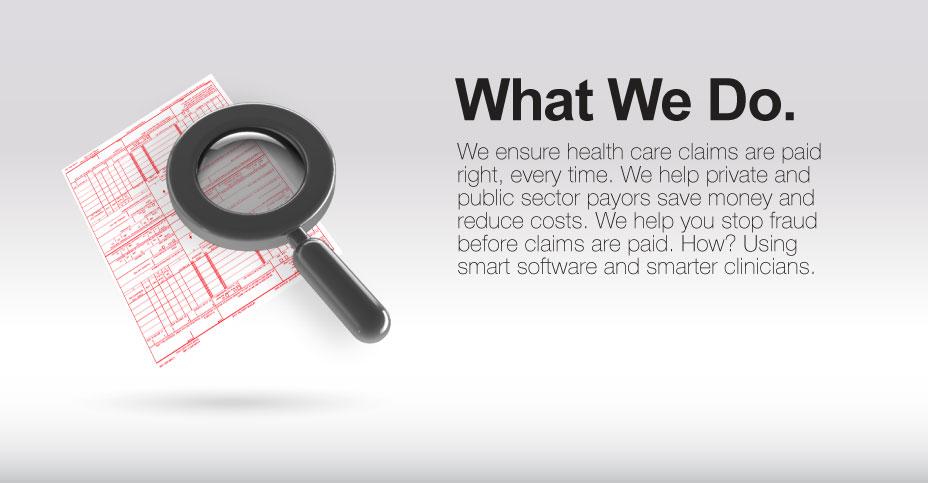 What We Do.
We ensure health care claims are paid
right, every time. We help private and
public sector payors save money and
reduce costs. We help you stop fraud
before claims are paid. How? Using
smart software and smarter clinicians.